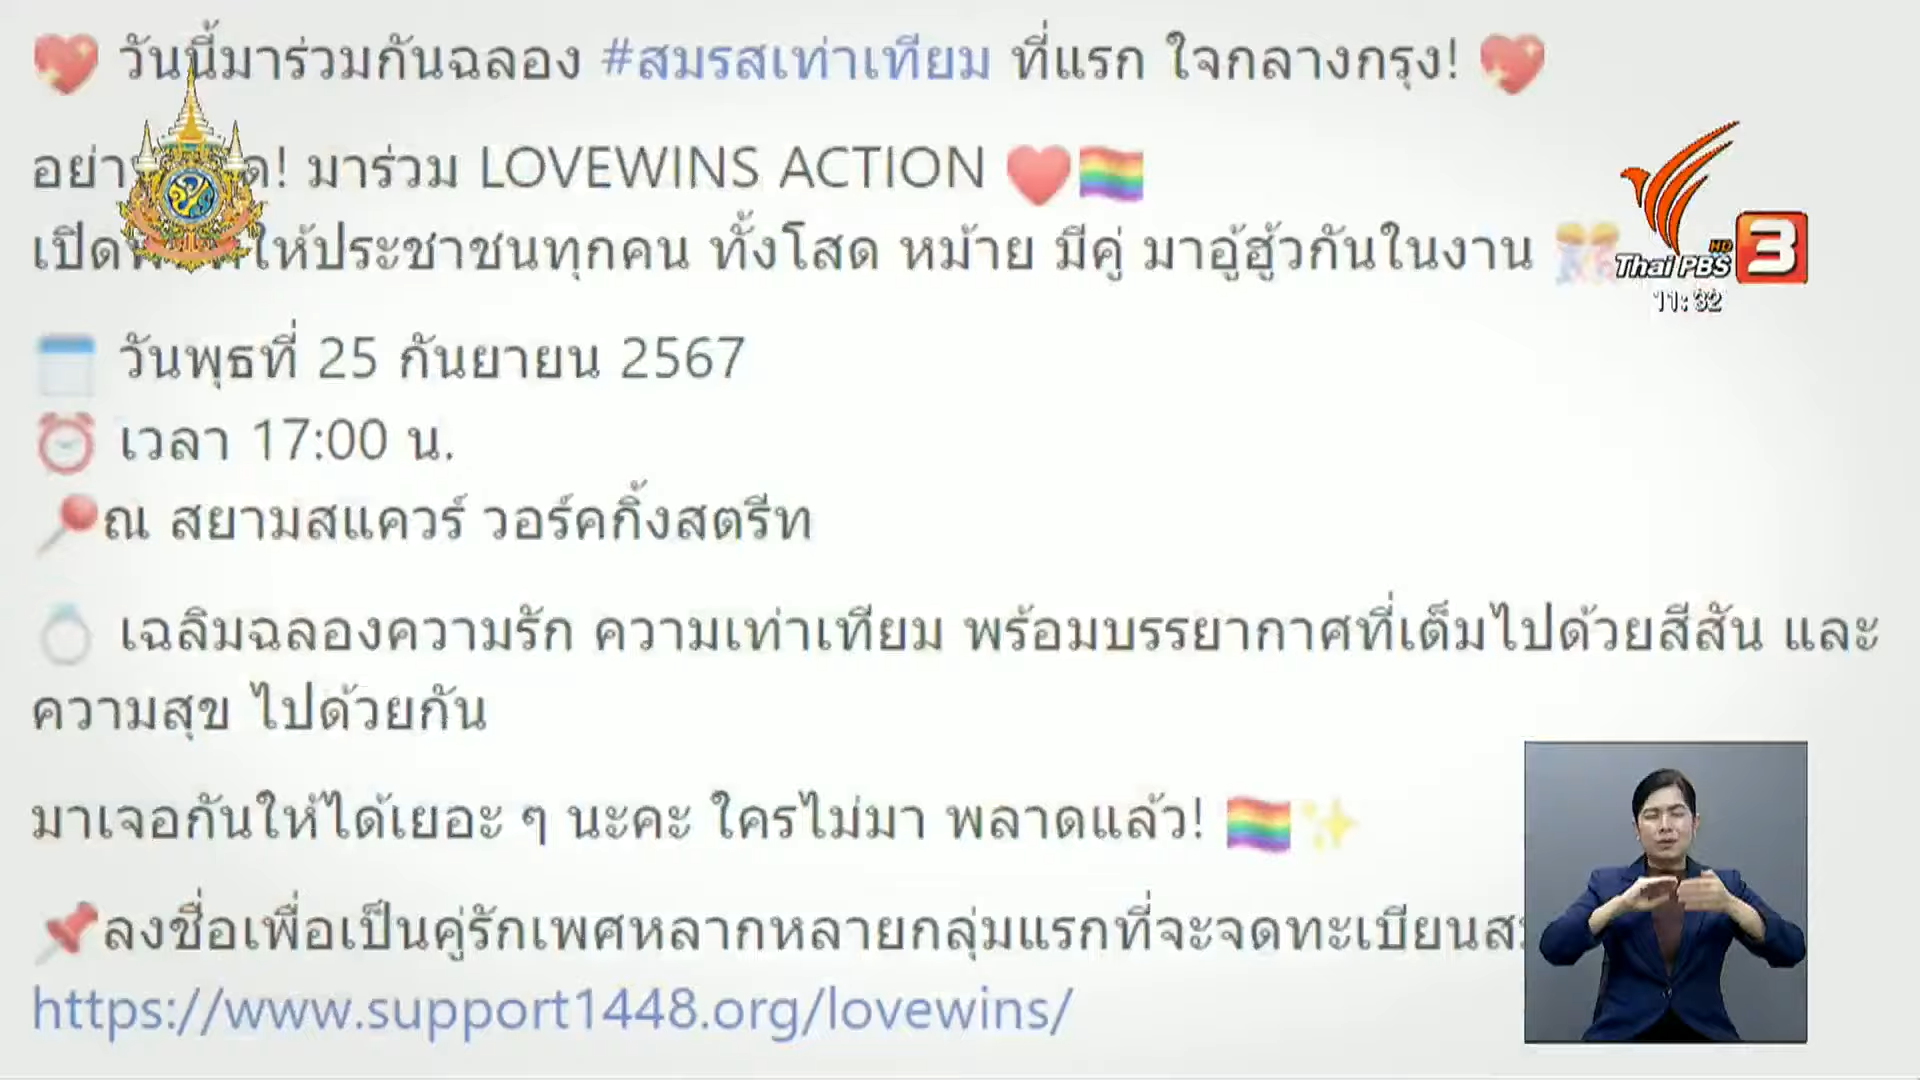 วันนี้มาร่วมกันฉลอง #สมรสเท่าเทียม ที่แรก ใจกลางกรุง!
อย่า ด! มาร่วม LOVEWINS ACTION
เปิด ให้ประชาชนทุกคน ทั้งโสด หม้าย มีคู่ มาอู้ฮู้วกันในงาน
Thai PBS HD 3
11:32
วันพุธที่ 25 กันยายน 2567
เวลา 17:00 น.
ณ สยามสแควร์ วอร์คกิ้งสตรีท
เฉลิมฉลองความรัก ความเท่าเทียม พร้อมบรรยากาศที่เต็มไปด้วยสีสัน และ
ความสุข ไปด้วยกัน
มาเจอกันให้ได้เยอะ ๆ นะคะ ใครไม่มา พลาดแล้ว!
ลงชื่อเพื่อเป็นคู่รักเพศหลากหลายกลุ่มแรกที่จะจดทะเบียน
https://www.support1448.org/lovewins/